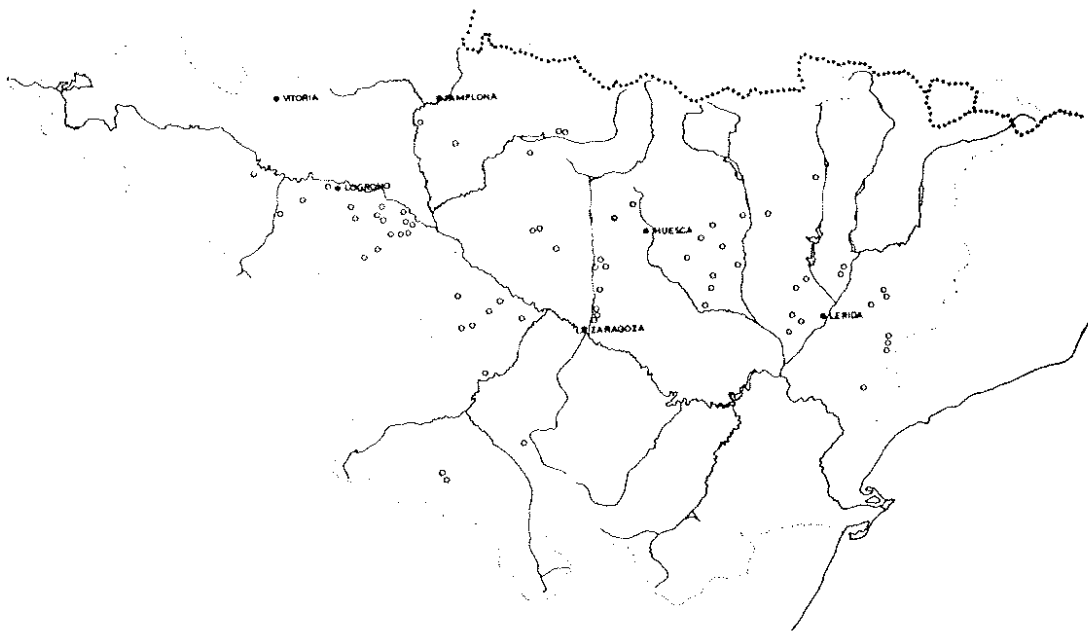 VITORIA
PAMPLONA
LOGROÑO
HUESCA
ZARAGOZA
LERIDA